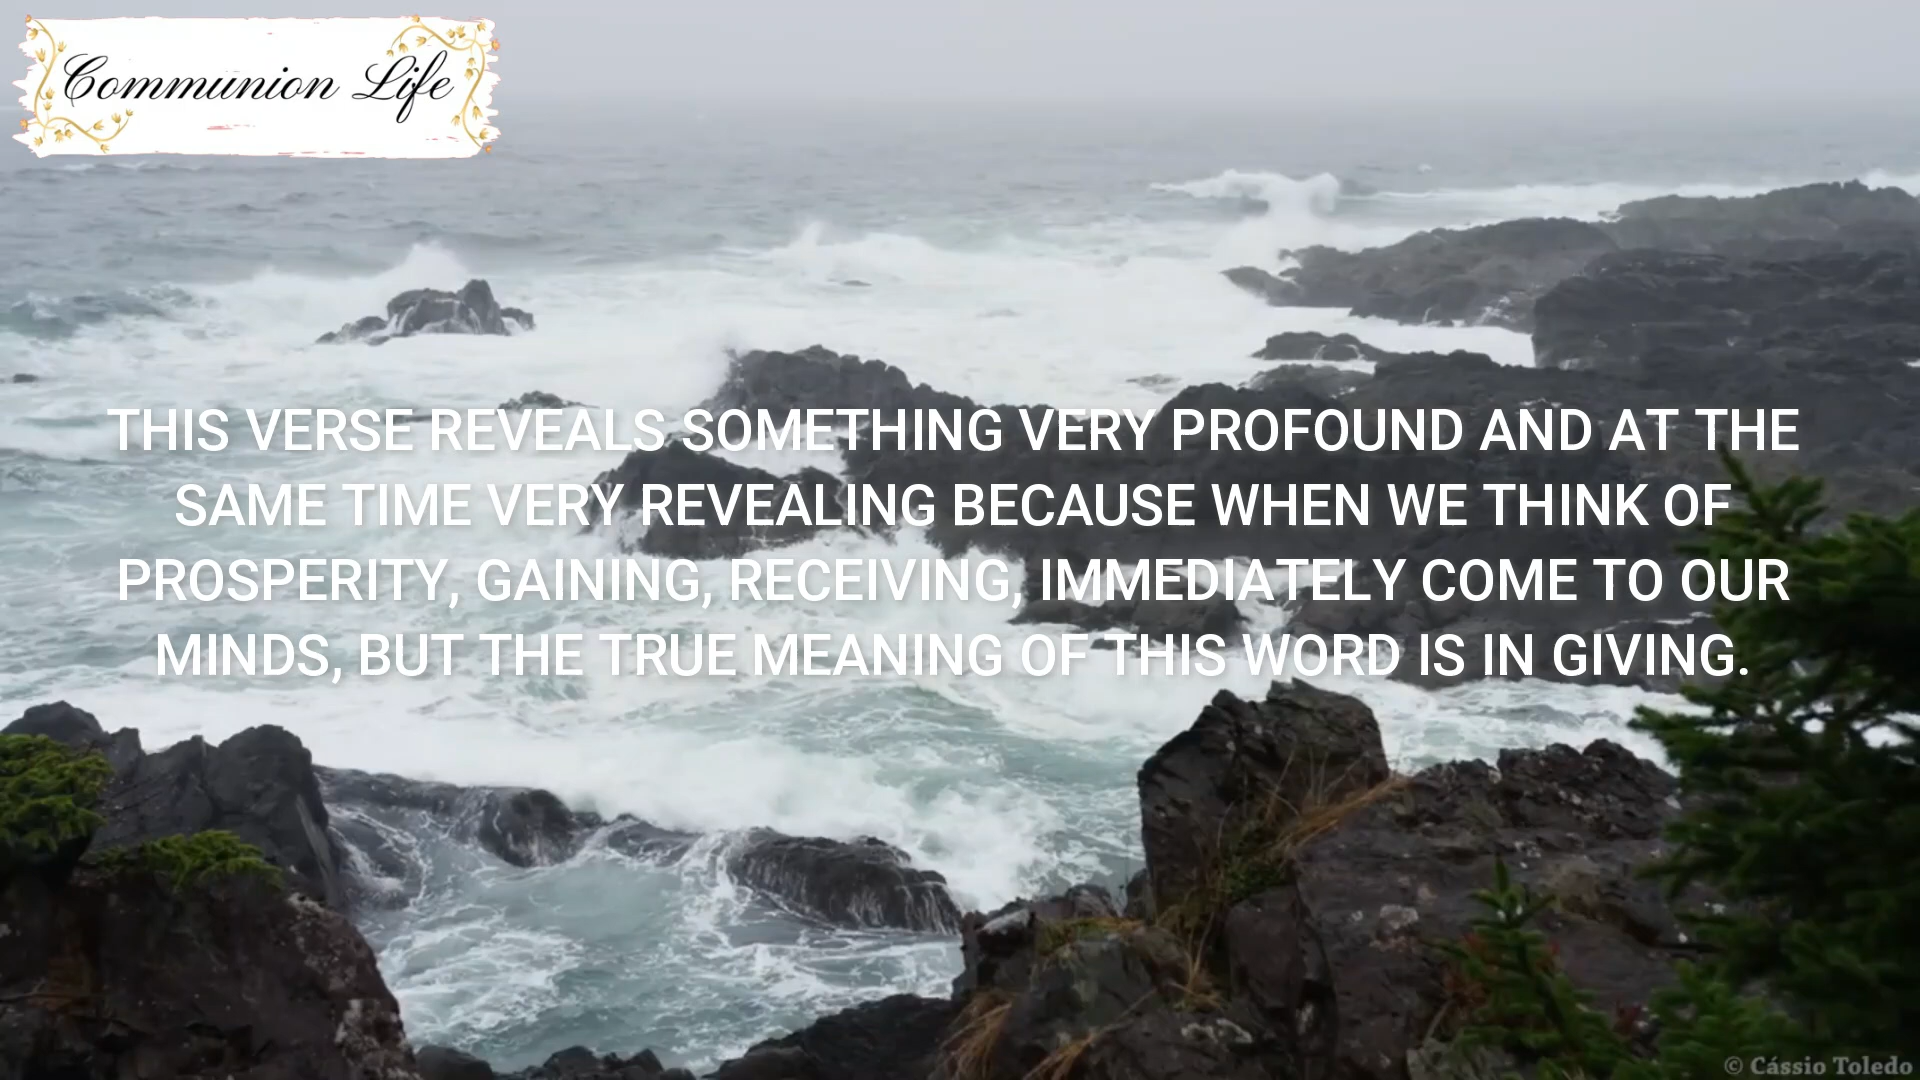 Communion Life
THIS VERSE REVEALS SOMETHING VERY PROFOUND AND AT THE
SAME TIME VERY REVEALING BECAUSE WHEN WE THINK OF
PROSPERITY, GAINING, RECEIVING, IMMEDIATELY COME TO OUR
MINDS, BUT THE TRUE MEANING OF THIS WORD IS IN GIVING.
© Cássio Toledo